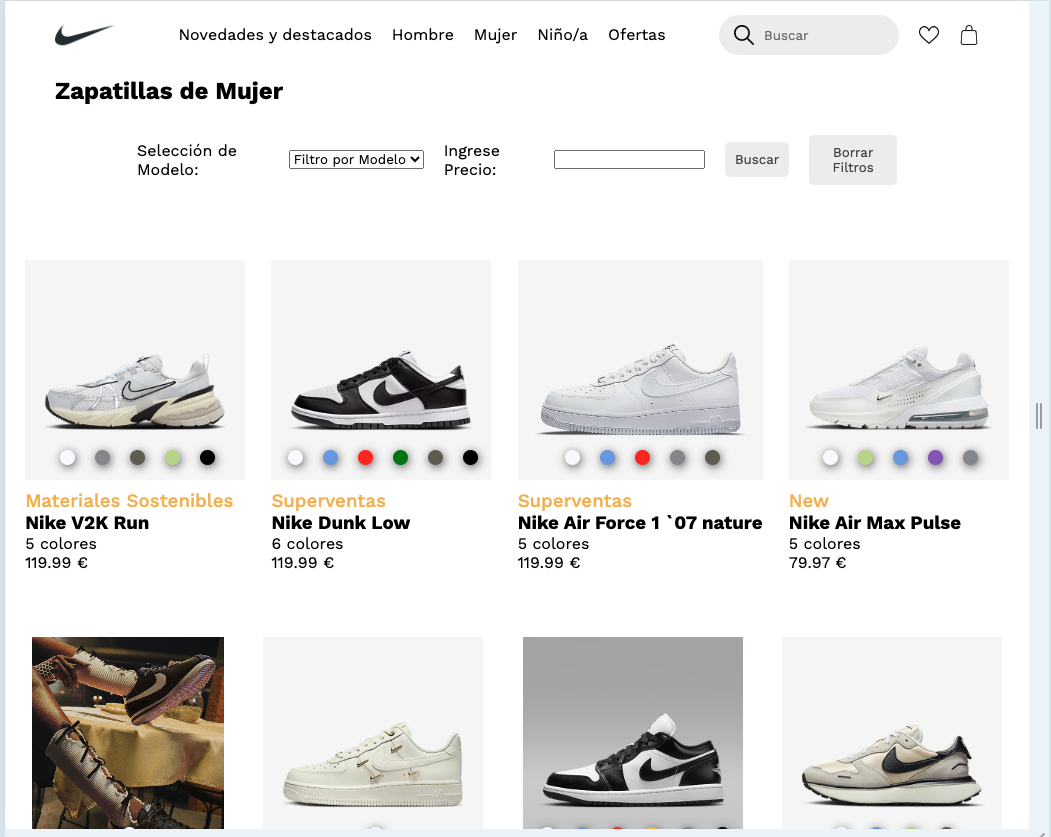 Novedades y destacados Hombre Mujer Niño/a Ofertas Buscar
Zapatillas de Mujer
Selección de Modelo:
Filtro por Modelo
Ingrese Precio:
Buscar
Borrar Filtros
Materiales Sostenibles
Nike V2K Run
5 colores
119.99 €
Superventas
Nike Dunk Low
6 colores
119.99 €
Superventas
Nike Air Force 1 `07 nature
5 colores
119.99 €
New
Nike Air Max Pulse
5 colores
79.97 €